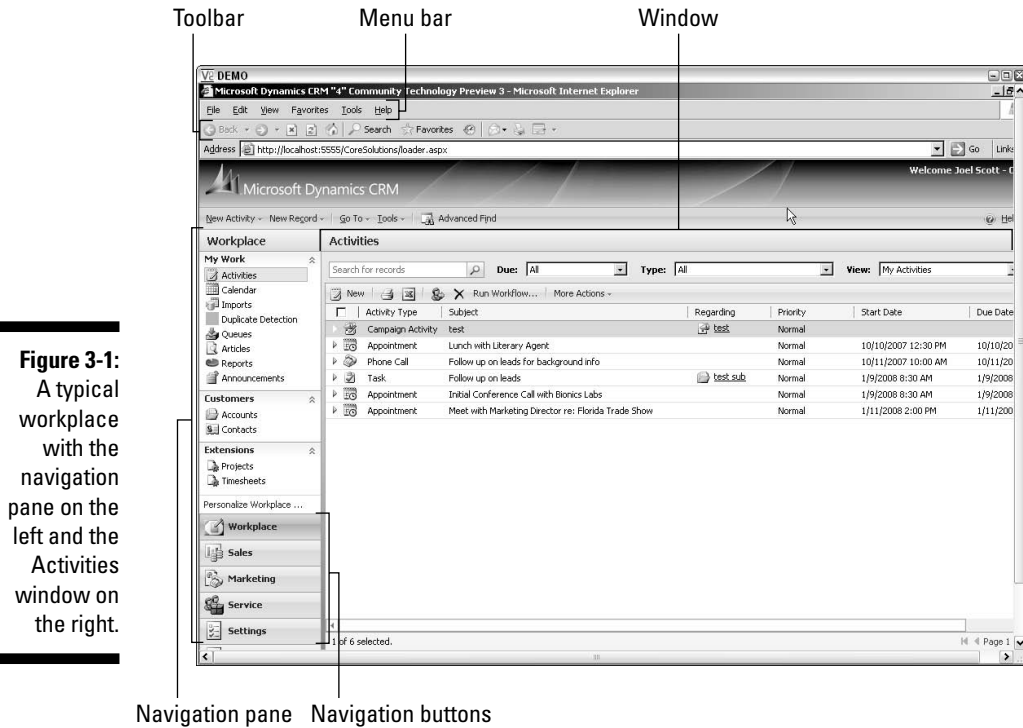 Toolbar Menu bar Window
V2 DEMO
Microsoft Dynamics CRM "4" Community Technology Preview 3 - Microsoft Internet Explorer
File Edit View Favorites Tools Help
Back Search Favorites
Address http://localhost:5555/CoreSolutions/loader.aspx Go Links
Welcome Joel Scott -
Microsoft Dynamics CRM
New Activity New Record Go To Tools Advanced Find Hel
Workplace
My Work
Activities
Calendar
Imports
Duplicate Detection
Queues
Articles
Reports
Announcements
Customers
Accounts
Contacts
Extensions
Projects
Timesheets
Personalize Workplace ...
Workplace
Sales
Marketing
Service
Settings
Activities
Search for records Due: All Type: All View: My Activities
New Run Workflow... More Actions
Activity Type Subject Regarding Priority Start Date Due Date
Campaign Activity test test Normal
Appointment Lunch with Literary Agent Normal 10/10/2007 12:30 PM 10/10/20
Phone Call Follow up on leads for background info Normal 10/11/2007 10:00 AM 10/11/20
Task Follow up on leads test sub Normal 1/9/2008 8:30 AM 1/9/2008
Appointment Initial Conference Call with Bionics Labs Normal 1/9/2008 8:30 AM 1/9/2008
Appointment Meet with Marketing Director re: Florida Trade Show Normal 1/11/2008 2:00 PM 1/11/200
1 of 6 selected. Page 1
Figure 3-1:
A typical
workplace
with the
navigation
pane on the
left and the
Activities
window on
the right.
Navigation pane Navigation buttons